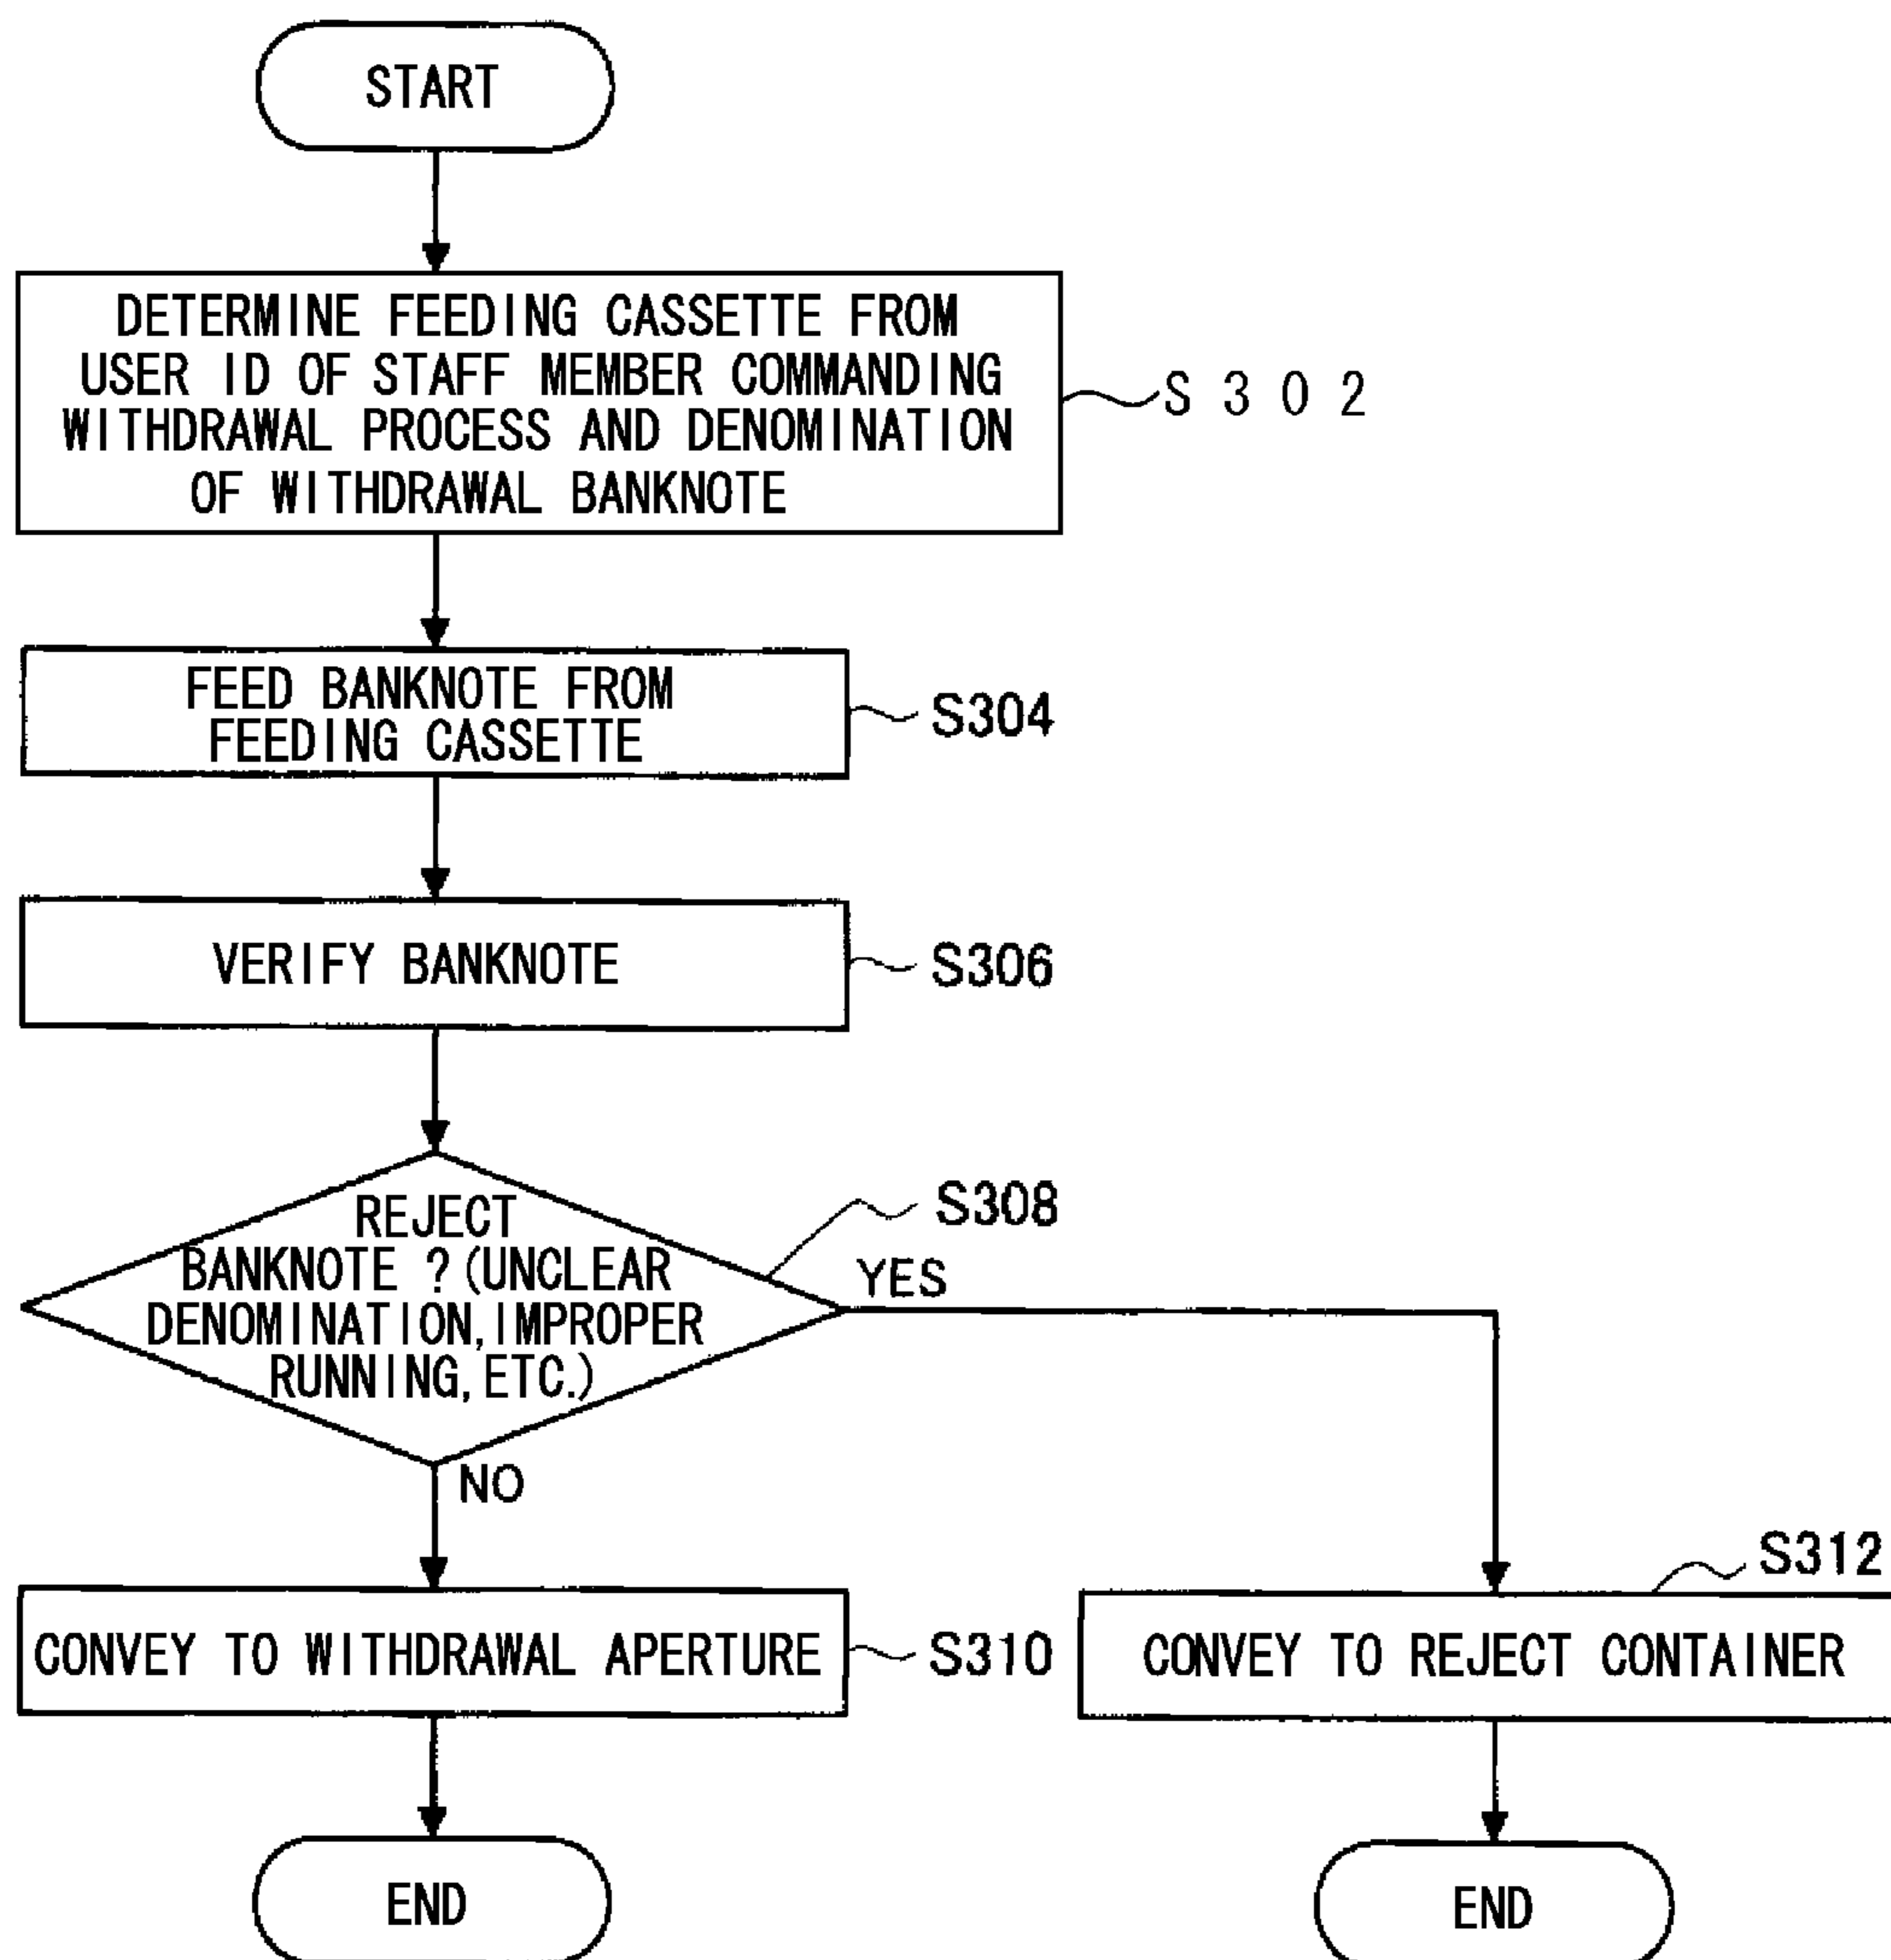 START
DETERMINE FEEDING CASSETTE FROM
USER ID OF STAFF MEMBER COMMANDING
WITHDRAWAL PROCESS AND DENOMINATION
OF WITHDRAWAL BANKNOTE
S302
FEED BANKNOTE FROM
FEEDING CASSETTE
S304
VERIFY BANKNOTE
S306
REJECT
BANKNOTE ? (UNCLEAR
DENOMINATION, IMPROPER
RUNNING, ETC.)
S308
YES
NO
CONVEY TO WITHDRAWAL APERTURE
S310
S312
CONVEY TO REJECT CONTAINER
END
END